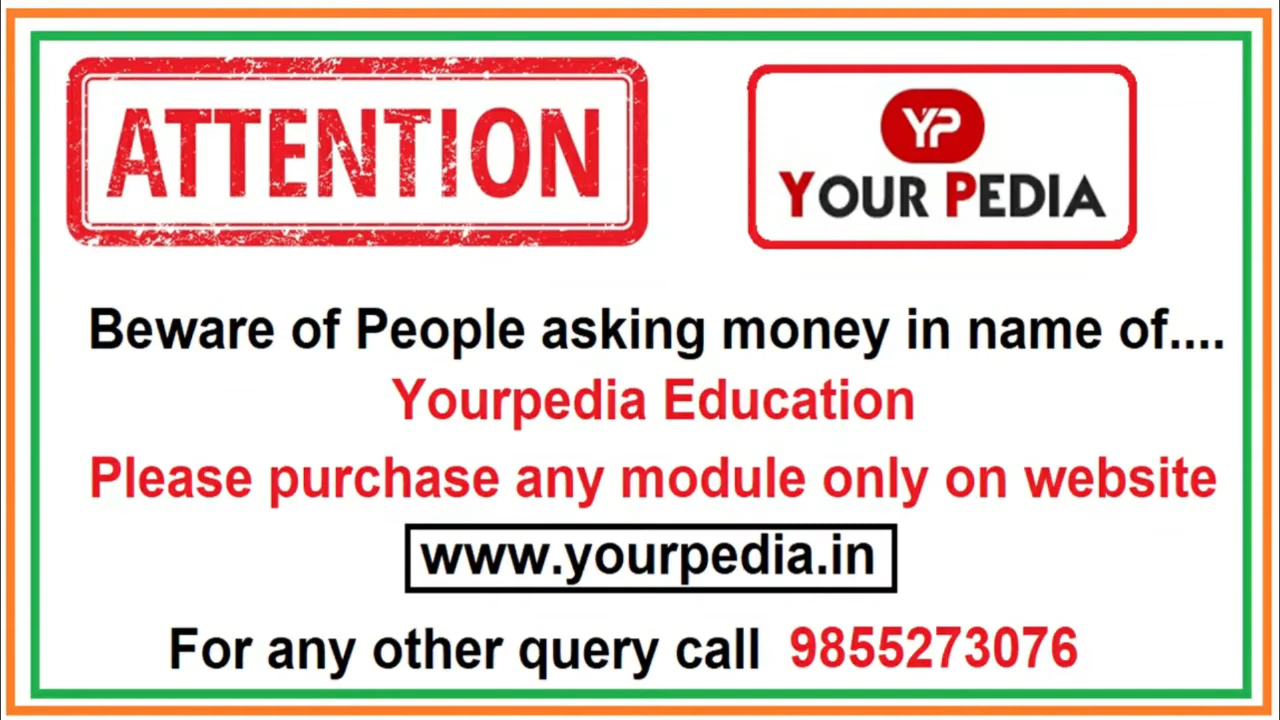 ATTENTION
YP
YOUR PEDIA
Beware of People asking money in name of....
Yourpedia Education
Please purchase any module only on website
www.yourpedia.in
For any other query call 9855273076